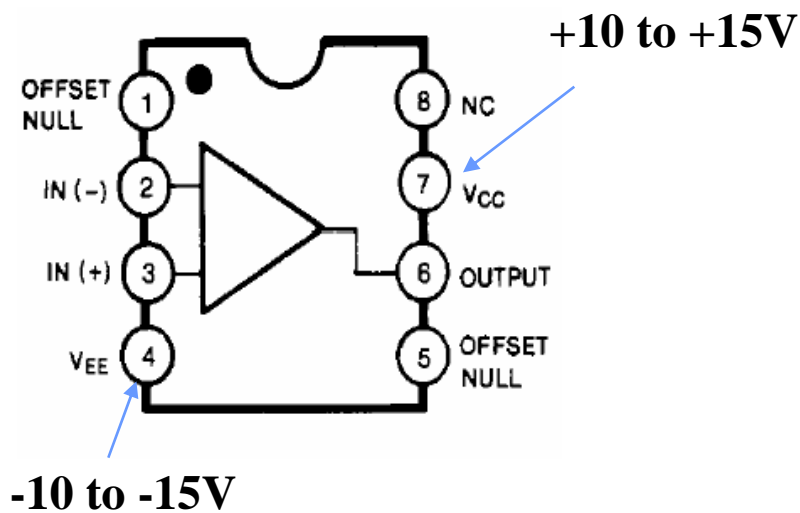 +10 to +15V
OFFSET
NULL
1
8
NC
IN (-)
2
7
VCC
IN (+)
3
6
OUTPUT
VEE
4
5
OFFSET
NULL
-10 to -15V